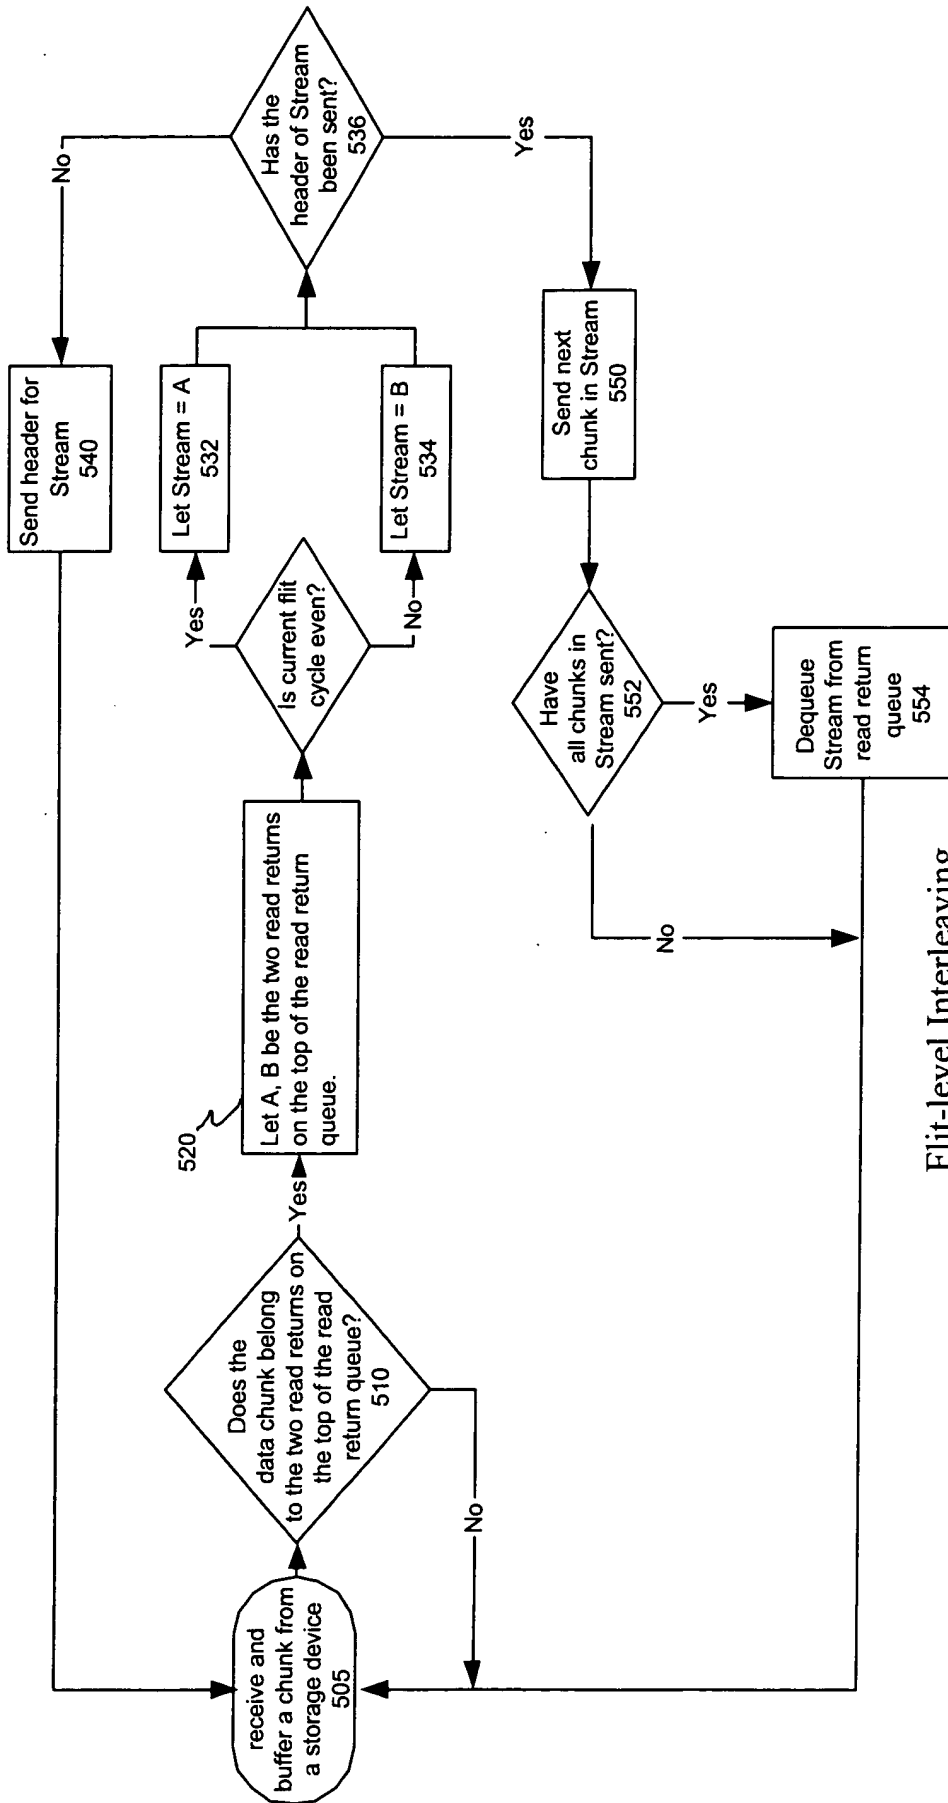 receive and
buffer a chunk from
a storage device
505
Does the
data chunk belong
to the two read returns on
the top of the read
return queue?
510
No
Yes
520
Let A, B be the two read returns
on the top of the read return
queue.
Is current flit
cycle even?
Yes
No
Let Stream = A
532
Let Stream = B
534
Has the
header of Stream
been sent?
536
No
Yes
Send header for
Stream
540
Send next
chunk in Stream
550
Have
all chunks in
Stream sent?
552
No
Yes
Dequeue
Stream from
read return
queue
554
Flit-level Interleaving